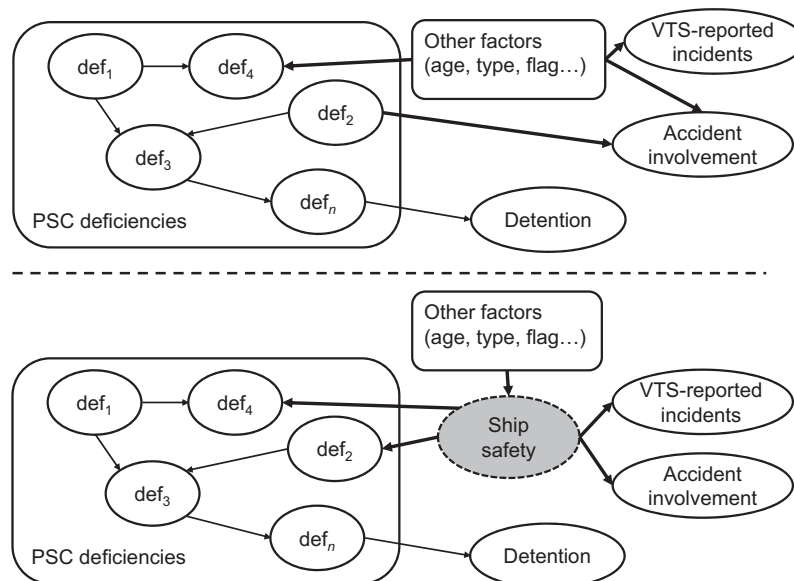 def₁
def₄
Other factors
(age, type, flag…)
VTS-reported
incidents
def₂
def₃
Accident
involvement
defₙ
PSC deficiencies
Detention
Other factors
(age, type, flag…)
def₁
def₄
Ship
safety
VTS-reported
incidents
def₂
def₃
Accident
involvement
defₙ
PSC deficiencies
Detention